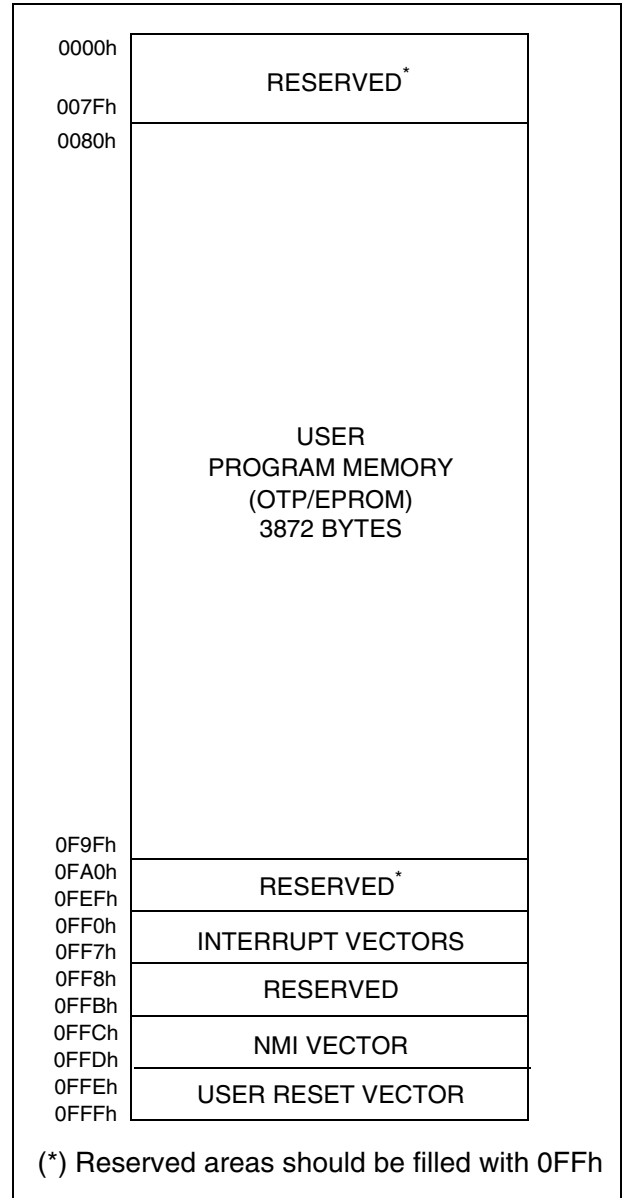 0000h
RESERVED*
007Fh
0080h
USER
PROGRAM MEMORY
(OTP/EPROM)
3872 BYTES
0F9Fh
0FA0h
RESERVED*
0FEFh
0FF0h
INTERRUPT VECTORS
0FF7h
0FF8h
RESERVED
0FFBh
0FFCh
NMI VECTOR
0FFDh
0FFEh
USER RESET VECTOR
0FFFh
(*) Reserved areas should be filled with 0FFh